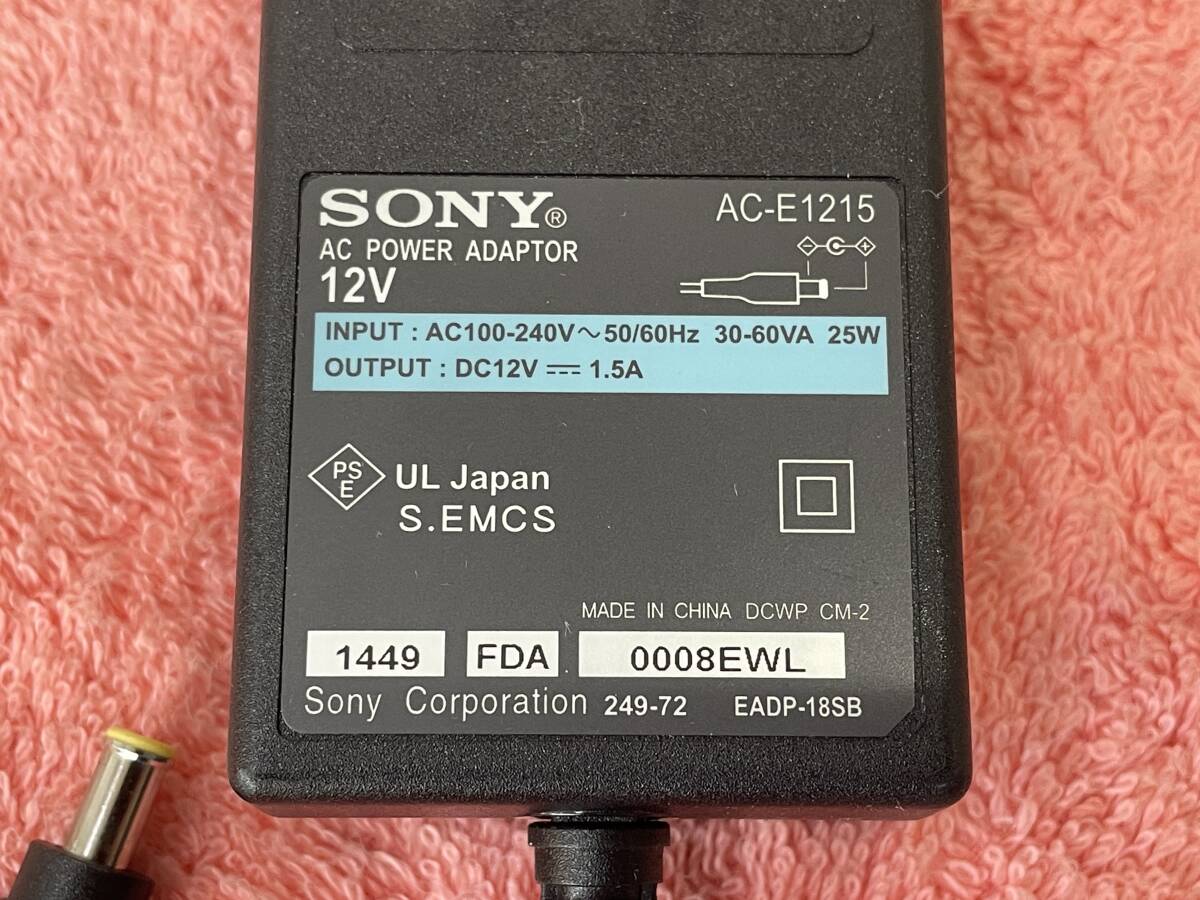 SONY® AC-E1215
AC POWER ADAPTOR
12V
INPUT : AC100-240V～50/60Hz 30-60VA 25W
OUTPUT : DC12V ⎓ 1.5A
PS
E
UL Japan
S.EMCS
MADE IN CHINA DCWP CM-2
1449 FDA 0008EWL
Sony Corporation 249-72 EADP-18SB